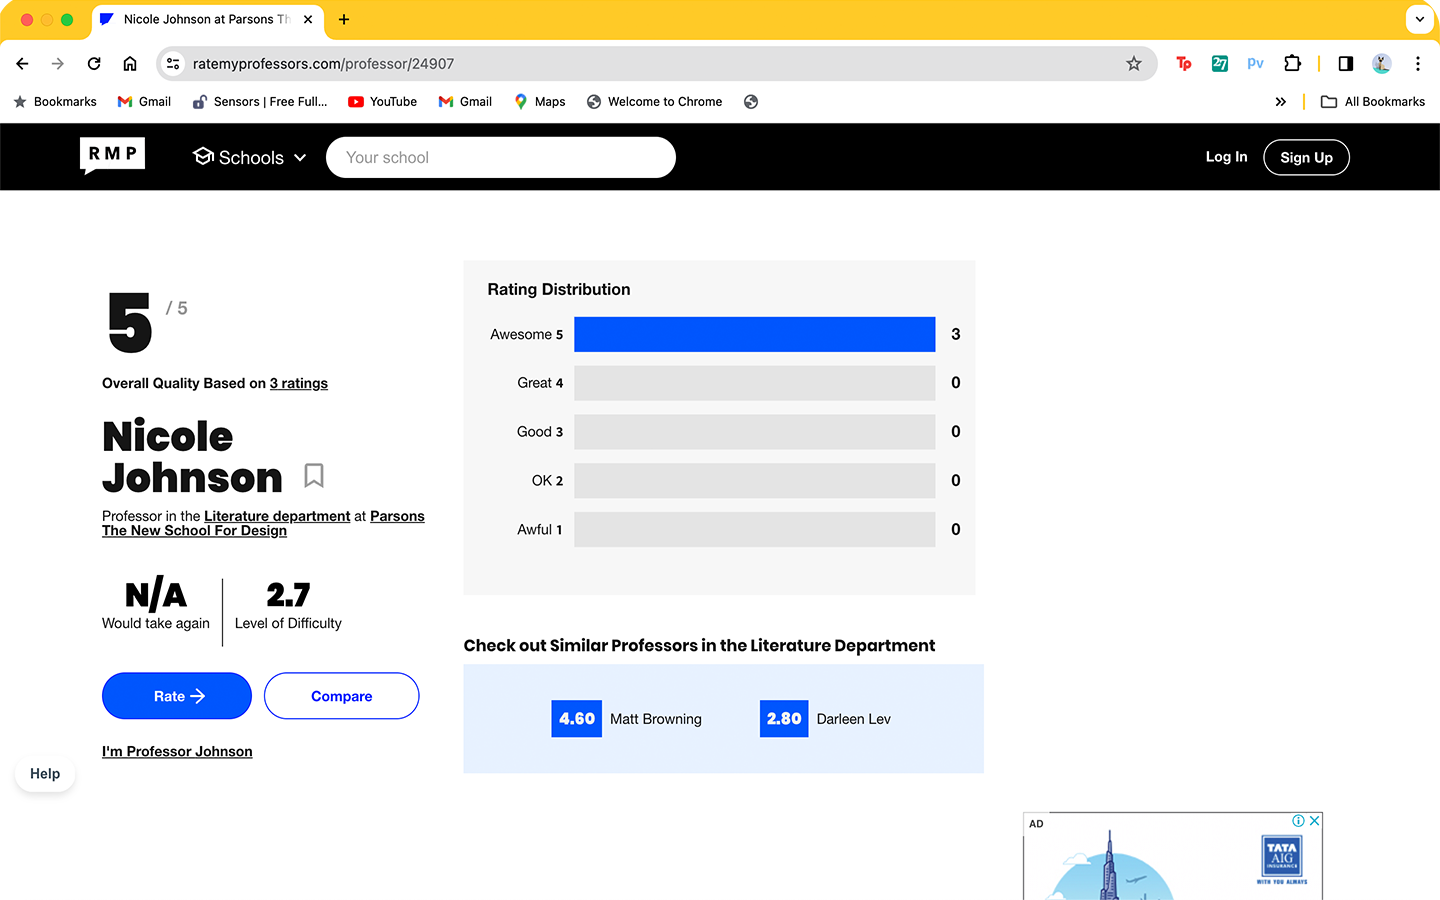 Nicole Johnson at Parsons Th
ratemyprofessors.com/professor/24907
Tp
27
pv
Bookmarks
Gmail
Sensors | Free Full...
YouTube
Gmail
Maps
Welcome to Chrome
All Bookmarks
RMP
Schools
Your school
Log In
Sign Up
5 / 5
Overall Quality Based on 3 ratings
Nicole
Johnson
Professor in the Literature department at Parsons
The New School For Design
N/A
Would take again
2.7
Level of Difficulty
Rate
Compare
I'm Professor Johnson
Help
Rating Distribution
Awesome 5 3
Great 4 0
Good 3 0
OK 2 0
Awful 1 0
Check out Similar Professors in the Literature Department
4.60 Matt Browning
2.80 Darleen Lev
AD
TATA
AIG
INSURANCE
WITH YOU ALWAYS